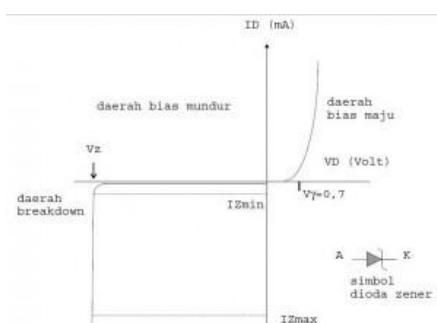 ID (mA)
daerah bias mundur
daerah
bias maju
Vz
VD (Volt)
daerah
breakdown
IZmin
Vγ=0,7
A
K
simbol
dioda zener
IZmax